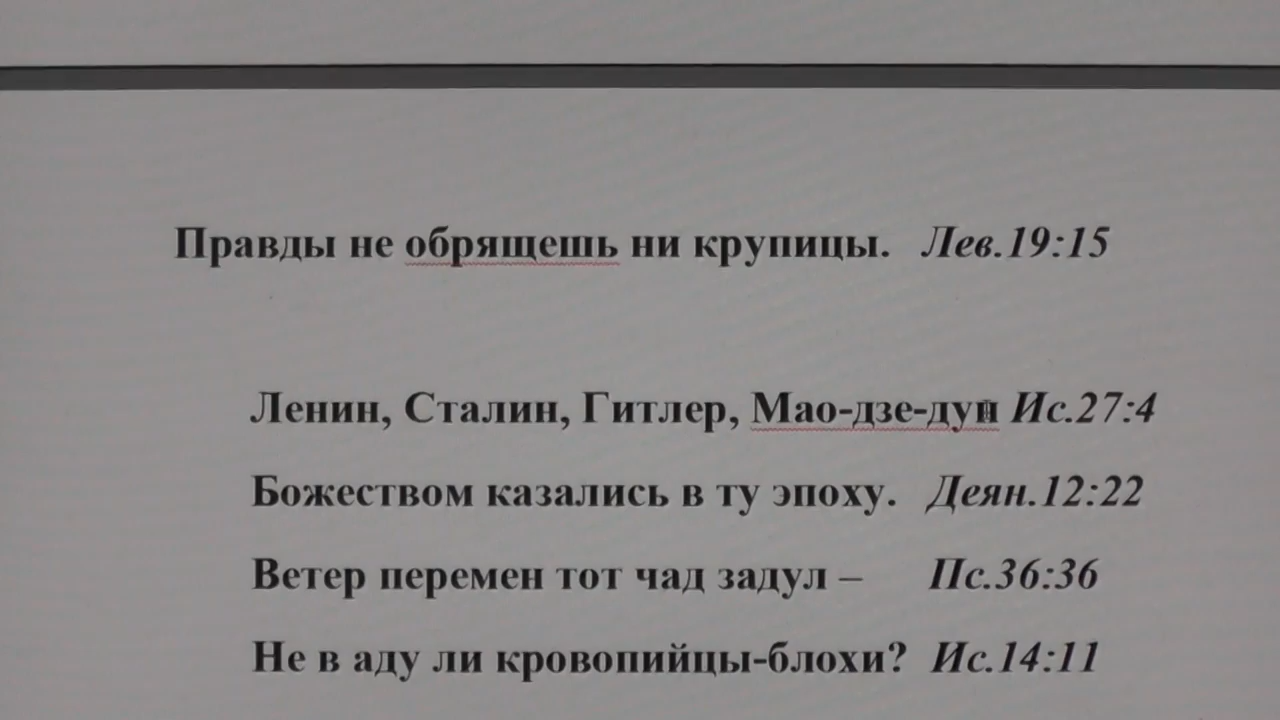 Правды не обрящешь ни крупицы. Лев.19:15
Ленин, Сталин, Гитлер, Мао-дзе-дун Ис.27:4
Божеством казались в ту эпоху. Деян.12:22
Ветер перемен тот чад задул – Пс.36:36
Не в аду ли кровопийцы-блохи? Ис.14:11